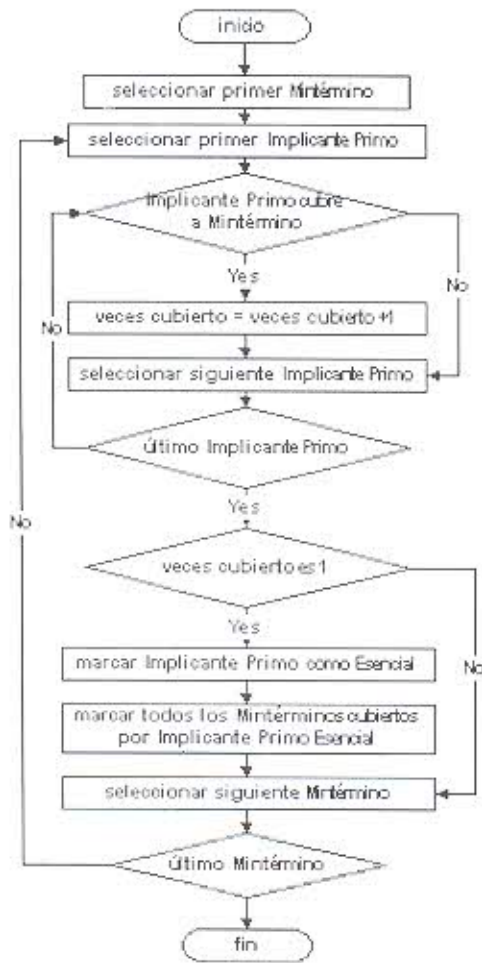 inicio
seleccionar primer Mintérmino
seleccionar primer Implicante Primo
Implicante Primo cubre
a Mintérmino
No
Yes
No
veces cubierto = veces cubierto +1
seleccionar siguiente Implicante Primo
último Implicante Primo
Yes
No
veces cubierto es 1
Yes
No
marcar Implicante Primo como Esencial
marcar todos los Mintérminos cubiertos
por Implicante Primo Esencial
seleccionar siguiente Mintérmino
último Mintérmino
fin